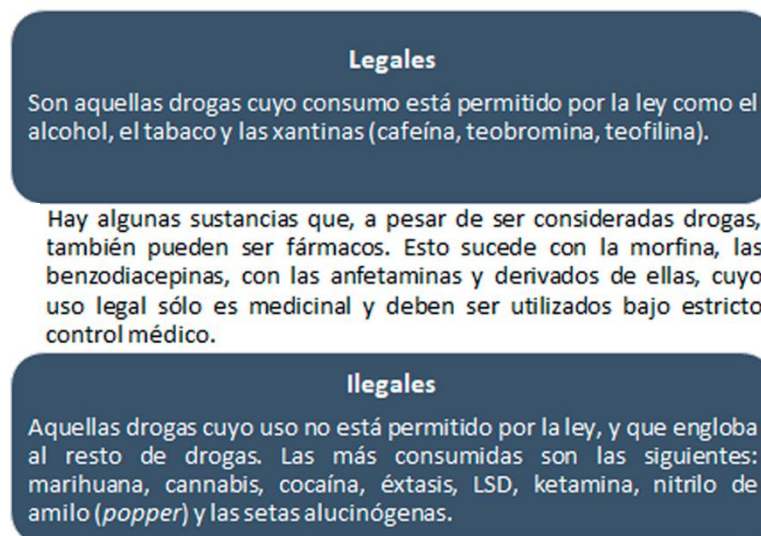 Legales
Son aquellas drogas cuyo consumo está permitido por la ley como el
alcohol, el tabaco y las xantinas (cafeína, teobromina, teofilina).
Hay algunas sustancias que, a pesar de ser consideradas drogas,
también pueden ser fármacos. Esto sucede con la morfina, las
benzodiacepinas, con las anfetaminas y derivados de ellas, cuyo
uso legal sólo es medicinal y deben ser utilizados bajo estricto
control médico.
Ilegales
Aquellas drogas cuyo uso no está permitido por la ley, y que engloba
al resto de drogas. Las más consumidas son las siguientes:
marihuana, cannabis, cocaína, éxtasis, LSD, ketamina, nitrilo de
amilo (popper) y las setas alucinógenas.